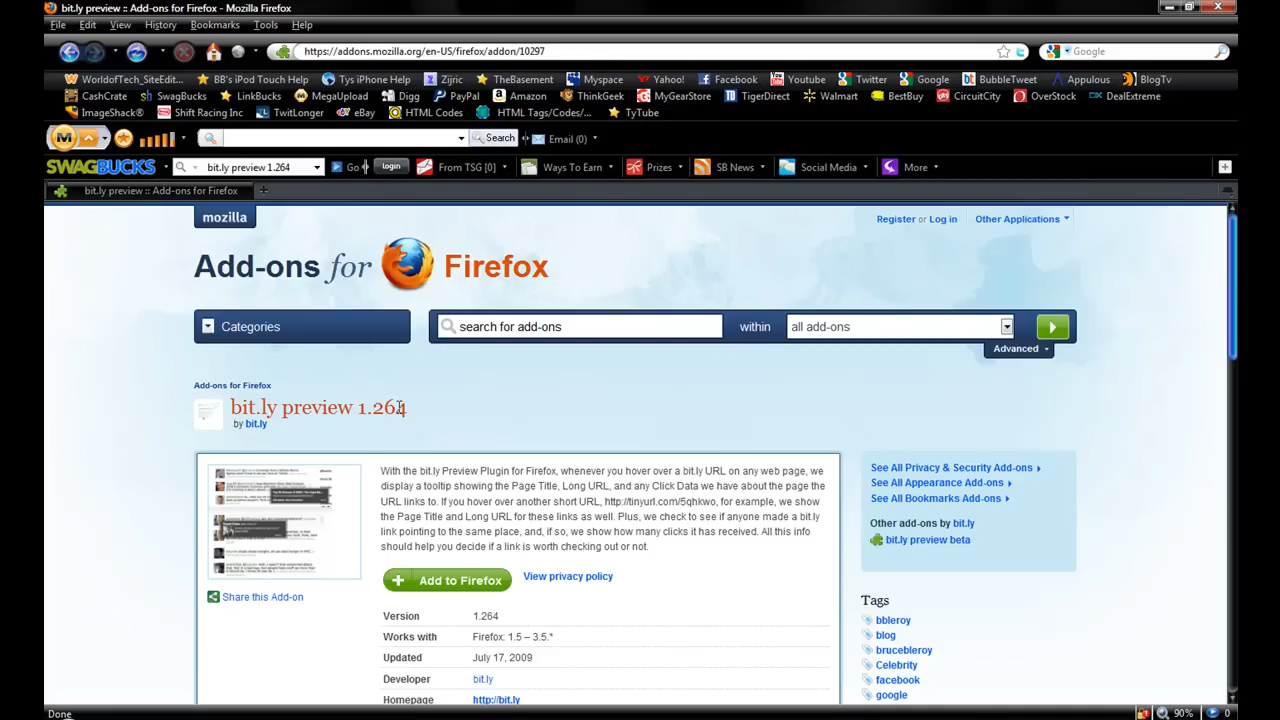 bit.ly preview :: Add-ons for Firefox - Mozilla Firefox
File Edit View History Bookmarks Tools Help
https://addons.mozilla.org/en-US/firefox/addon/10297 Google
WorldofTech_SiteEdit... BB's iPod Touch Help Tys iPhone Help Zijric TheBasement Myspace Yahoo! Facebook Youtube Twitter Google BubbleTweet Appulous BlogTv
CashCrate SwagBucks LinkBucks MegaUpload Digg PayPal Amazon ThinkGeek MyGearStore TigerDirect Walmart BestBuy CircuitCity OverStock DealExtreme
ImageShack® Shift Racing Inc TwitLonger eBay HTML Codes HTML Tags/Codes/... TyTube
M Search Email (0)
SWAGBUCKS bit.ly preview 1.264 Go login From TSG [0] Ways To Earn Prizes SB News Social Media More
bit.ly preview :: Add-ons for Firefox
mozilla Register or Log in Other Applications
Add-ons for Firefox
Categories search for add-ons within all add-ons
Advanced
Add-ons for Firefox
bit.ly preview 1.264
by bit.ly
With the bit.ly Preview Plugin for Firefox, whenever you hover over a bit.ly URL on any web page, we
display a tooltip showing the Page Title, Long URL, and any Click Data we have about the page the
URL links to. If you hover over another short URL, http://tinyurl.com/5qhkwo, for example, we show
the Page Title and Long URL for these links as well. Plus, we check to see if anyone made a bit.ly
link pointing to the same place, and, if so, we show how many clicks it has received. All this info
should help you decide if a link is worth checking out or not.
Add to Firefox View privacy policy
Share this Add-on
Version 1.264
Works with Firefox: 1.5 – 3.5.*
Updated July 17, 2009
Developer bit.ly
Homepage http://bit.ly
See All Privacy & Security Add-ons
See All Appearance Add-ons
See All Bookmarks Add-ons
Other add-ons by bit.ly
bit.ly preview beta
Tags
bbleroy
blog
brucebleroy
Celebrity
facebook
google
Done 90% 0